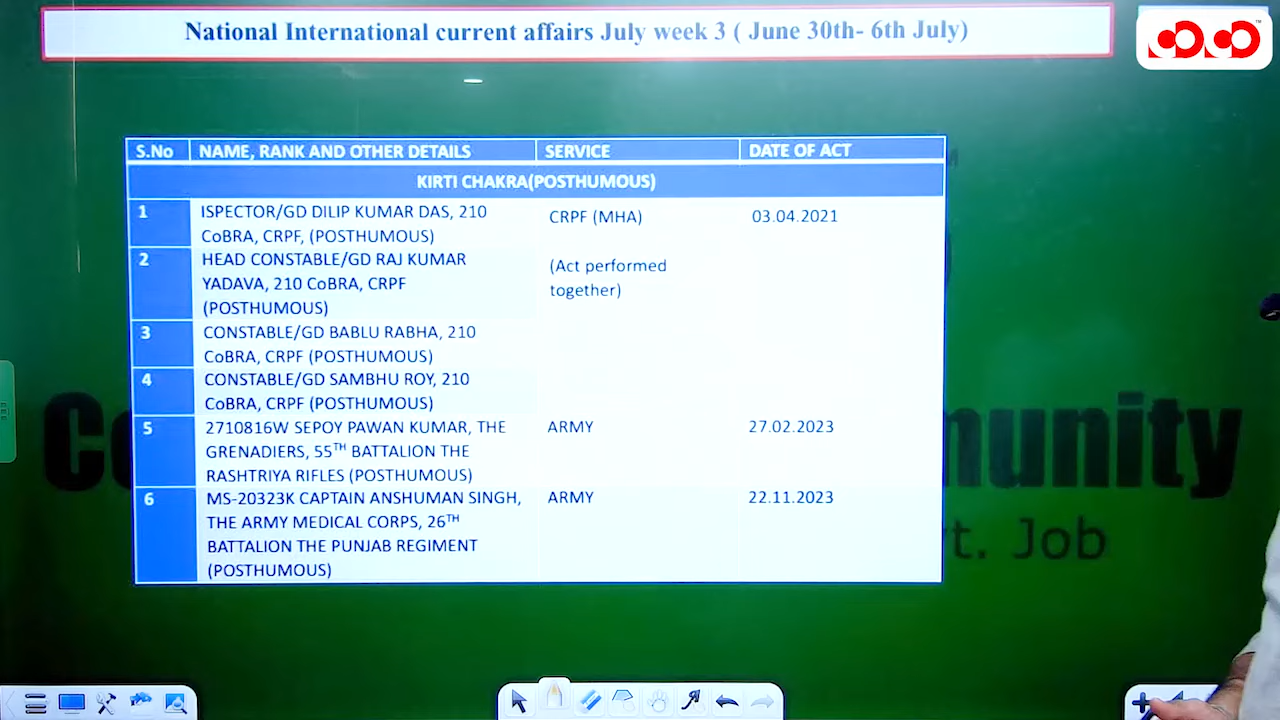 National International current affairs July week 3 ( June 30th- 6th July)
S.No NAME, RANK AND OTHER DETAILS SERVICE DATE OF ACT
KIRTI CHAKRA(POSTHUMOUS)
1 ISPECTOR/GD DILIP KUMAR DAS, 210 CRPF (MHA) 03.04.2021
CoBRA, CRPF, (POSTHUMOUS)
2 HEAD CONSTABLE/GD RAJ KUMAR (Act performed
YADAVA, 210 CoBRA, CRPF together)
(POSTHUMOUS)
3 CONSTABLE/GD BABLU RABHA, 210
CoBRA, CRPF (POSTHUMOUS)
4 CONSTABLE/GD SAMBHU ROY, 210
CoBRA, CRPF (POSTHUMOUS)
5 2710816W SEPOY PAWAN KUMAR, THE ARMY 27.02.2023
GRENADIERS, 55TH BATTALION THE
RASHTRIYA RIFLES (POSTHUMOUS)
6 MS-20323K CAPTAIN ANSHUMAN SINGH, ARMY 22.11.2023
THE ARMY MEDICAL CORPS, 26TH
BATTALION THE PUNJAB REGIMENT
(POSTHUMOUS)
Job